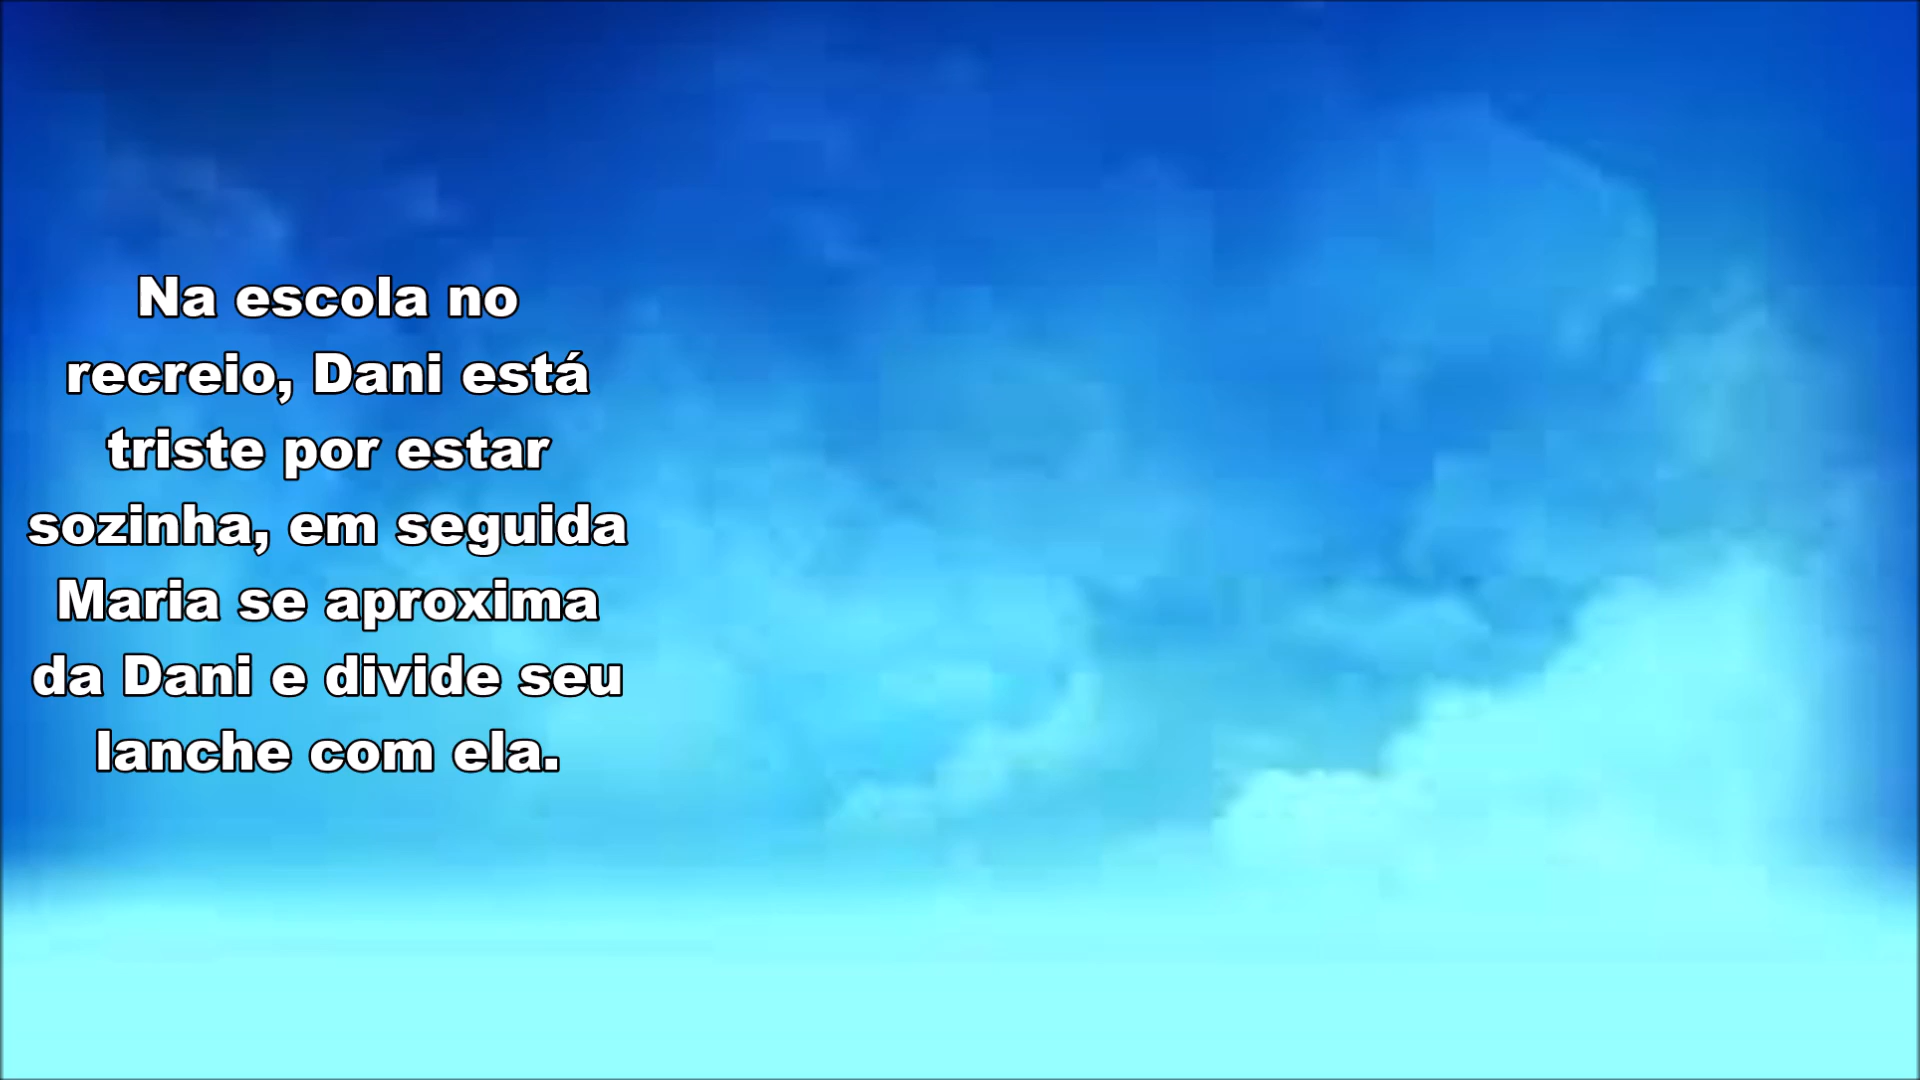 Na escola no
recreio, Dani está
triste por estar
sozinha, em seguida
Maria se aproxima
da Dani e divide seu
lanche com ela.